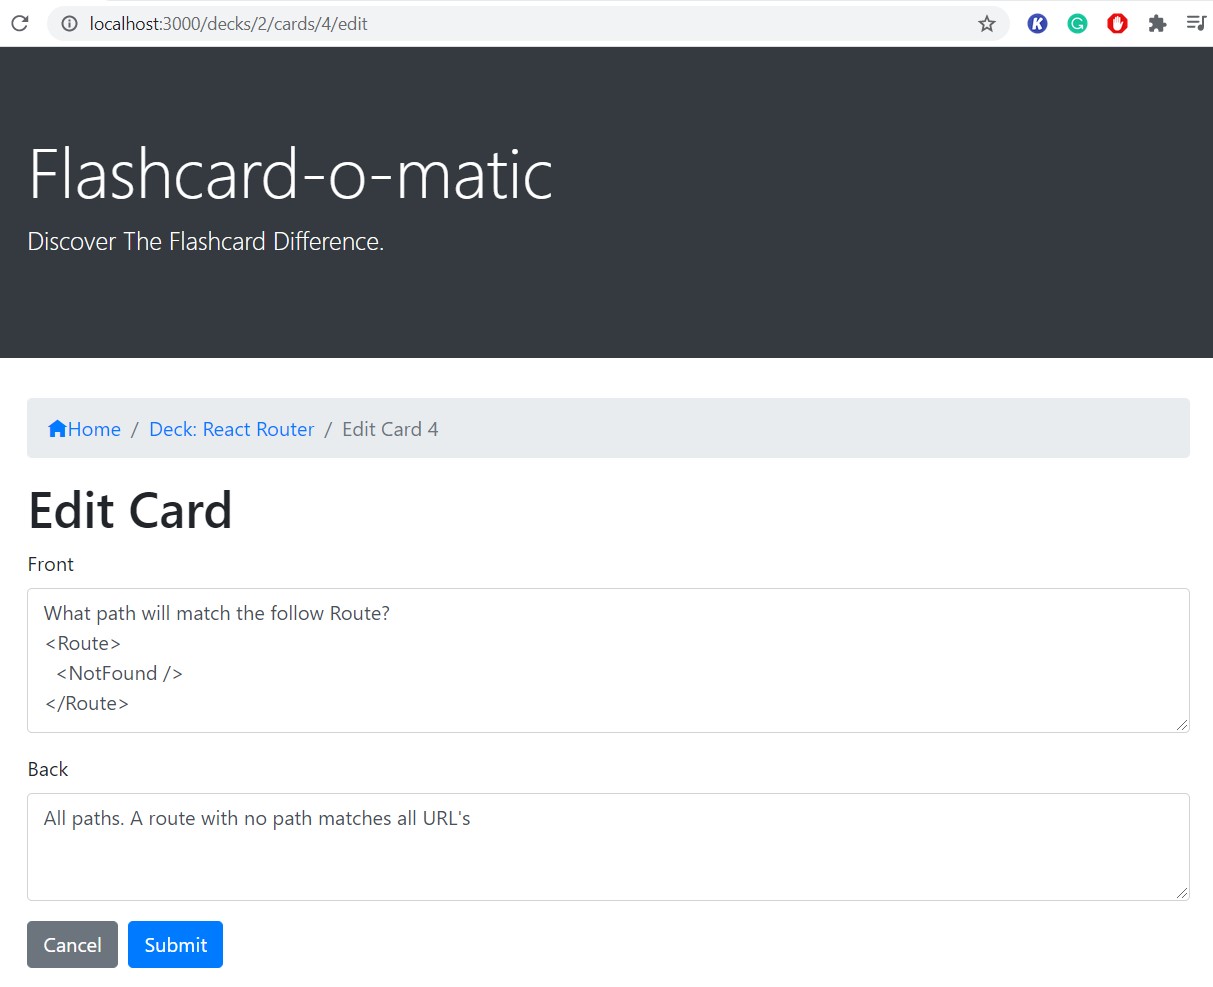 localhost:3000/decks/2/cards/4/edit
Flashcard-o-matic
Discover The Flashcard Difference.
Home / Deck: React Router / Edit Card 4
Edit Card
Front
What path will match the follow Route?
<Route>
  <NotFound />
</Route>
Back
All paths. A route with no path matches all URL's
Cancel Submit